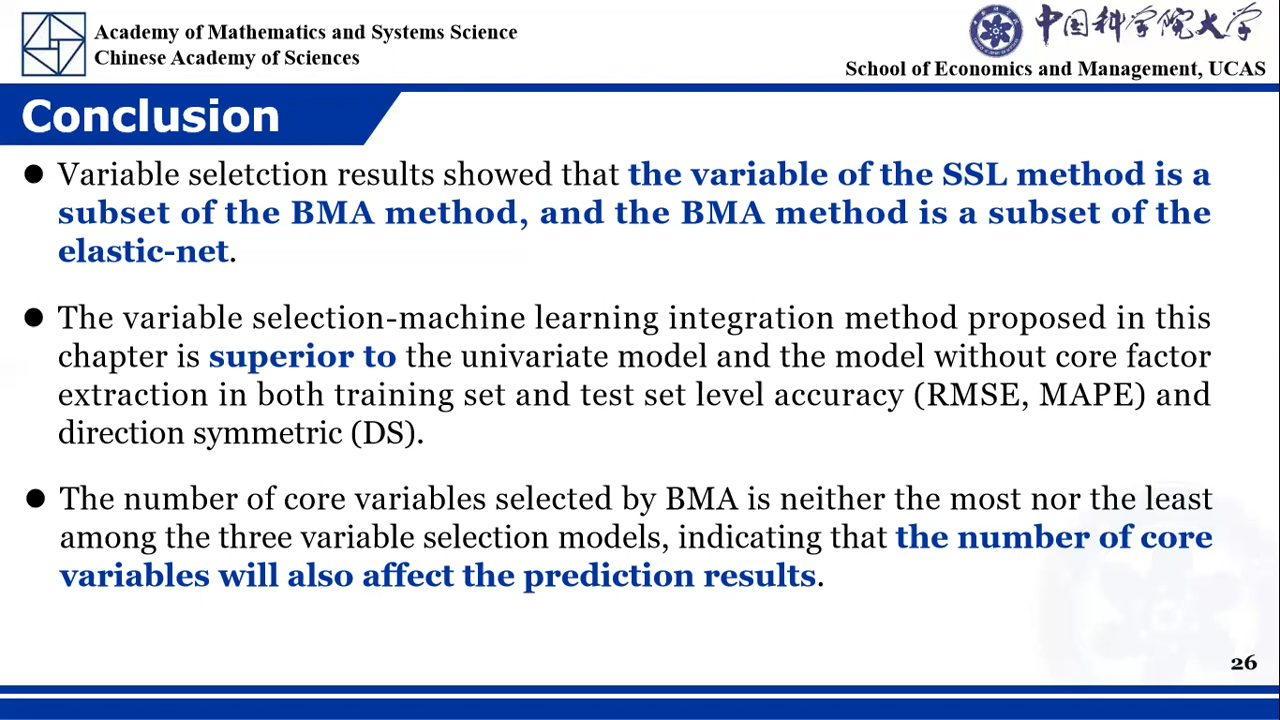 Academy of Mathematics and Systems Science
Chinese Academy of Sciences
中国科学院大学
School of Economics and Management, UCAS
Conclusion
● Variable seletction results showed that the variable of the SSL method is a
subset of the BMA method, and the BMA method is a subset of the
elastic-net.
● The variable selection-machine learning integration method proposed in this
chapter is superior to the univariate model and the model without core factor
extraction in both training set and test set level accuracy (RMSE, MAPE) and
direction symmetric (DS).
● The number of core variables selected by BMA is neither the most nor the least
among the three variable selection models, indicating that the number of core
variables will also affect the prediction results.
26